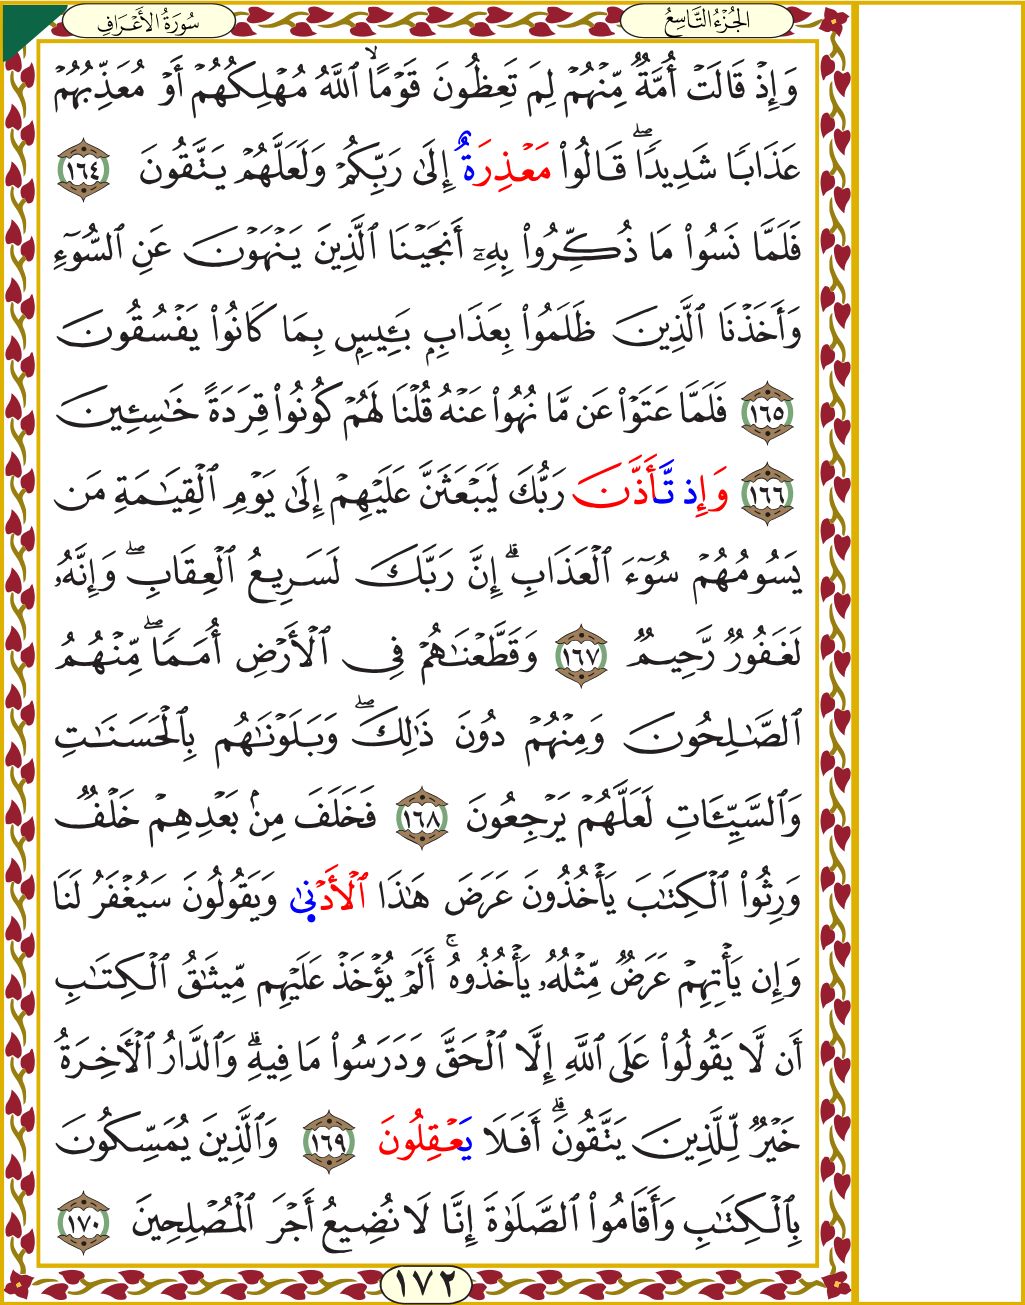 سُورَةُ الأَعْرَافِ
الجُزْءُ التَّاسِعُ
وَإِذۡ قَالَتۡ أُمَّةٞ مِّنۡهُمۡ لِمَ تَعِظُونَ قَوۡمًا ۙ ٱللَّهُ مُهۡلِكُهُمۡ أَوۡ مُعَذِّبُهُمۡ
عَذَابٗا شَدِيدٗاۖ قَالُواْ مَعۡذِرَةٌ إِلَىٰ رَبِّكُمۡ وَلَعَلَّهُمۡ يَتَّقُونَ ١٦٤
فَلَمَّا نَسُواْ مَا ذُكِّرُواْ بِهِۦٓ أَنجَيۡنَا ٱلَّذِينَ يَنۡهَوۡنَ عَنِ ٱلسُّوٓءِ
وَأَخَذۡنَا ٱلَّذِينَ ظَلَمُواْ بِعَذَابِۭ بَـِٔيسِۭ بِمَا كَانُواْ يَفۡسُقُونَ
١٦٥ فَلَمَّا عَتَوۡاْ عَن مَّا نُهُواْ عَنۡهُ قُلۡنَا لَهُمۡ كُونُواْ قِرَدَةً خَٰسِـِٔينَ
١٦٦ وَإِذ تَّأَذَّنَ رَبُّكَ لَيَبۡعَثَنَّ عَلَيۡهِمۡ إِلَىٰ يَوۡمِ ٱلۡقِيَٰمَةِ مَن
يَسُومُهُمۡ سُوٓءَ ٱلۡعَذَابِۗ إِنَّ رَبَّكَ لَسَرِيعُ ٱلۡعِقَابِۖ وَإِنَّهُۥ
لَغَفُورٞ رَّحِيمٞ ١٦٧ وَقَطَّعۡنَٰهُمۡ فِي ٱلۡأَرۡضِ أُمَمٗاۖ مِّنۡهُمُ
ٱلصَّٰلِحُونَ وَمِنۡهُمۡ دُونَ ذَٰلِكَۖ وَبَلَوۡنَٰهُم بِٱلۡحَسَنَٰتِ
وَٱلسَّيِّـَٔاتِ لَعَلَّهُمۡ يَرۡجِعُونَ ١٦٨ فَخَلَفَ مِنۢ بَعۡدِهِمۡ خَلۡفٞ
وَرِثُواْ ٱلۡكِتَٰبَ يَأۡخُذُونَ عَرَضَ هَٰذَا ٱلۡأَدۡنَىٰ وَيَقُولُونَ سَيُغۡفَرُ لَنَا
وَإِن يَأۡتِهِمۡ عَرَضٞ مِّثۡلُهُۥ يَأۡخُذُوهُۚ أَلَمۡ يُؤۡخَذۡ عَلَيۡهِم مِّيثَٰقُ ٱلۡكِتَٰبِ
أَن لَّا يَقُولُواْ عَلَى ٱللَّهِ إِلَّا ٱلۡحَقَّ وَدَرَسُواْ مَا فِيهِۗ وَٱلدَّارُ ٱلۡأٓخِرَةُ
خَيۡرٞ لِّلَّذِينَ يَتَّقُونَۗ أَفَلَا يَعۡقِلُونَ ١٦٩ وَٱلَّذِينَ يُمَسِّكُونَ
بِٱلۡكِتَٰبِ وَأَقَامُواْ ٱلصَّلَوٰةَ إِنَّا لَا نُضِيعُ أَجۡرَ ٱلۡمُصۡلِحِينَ ١٧٠
١٧٢